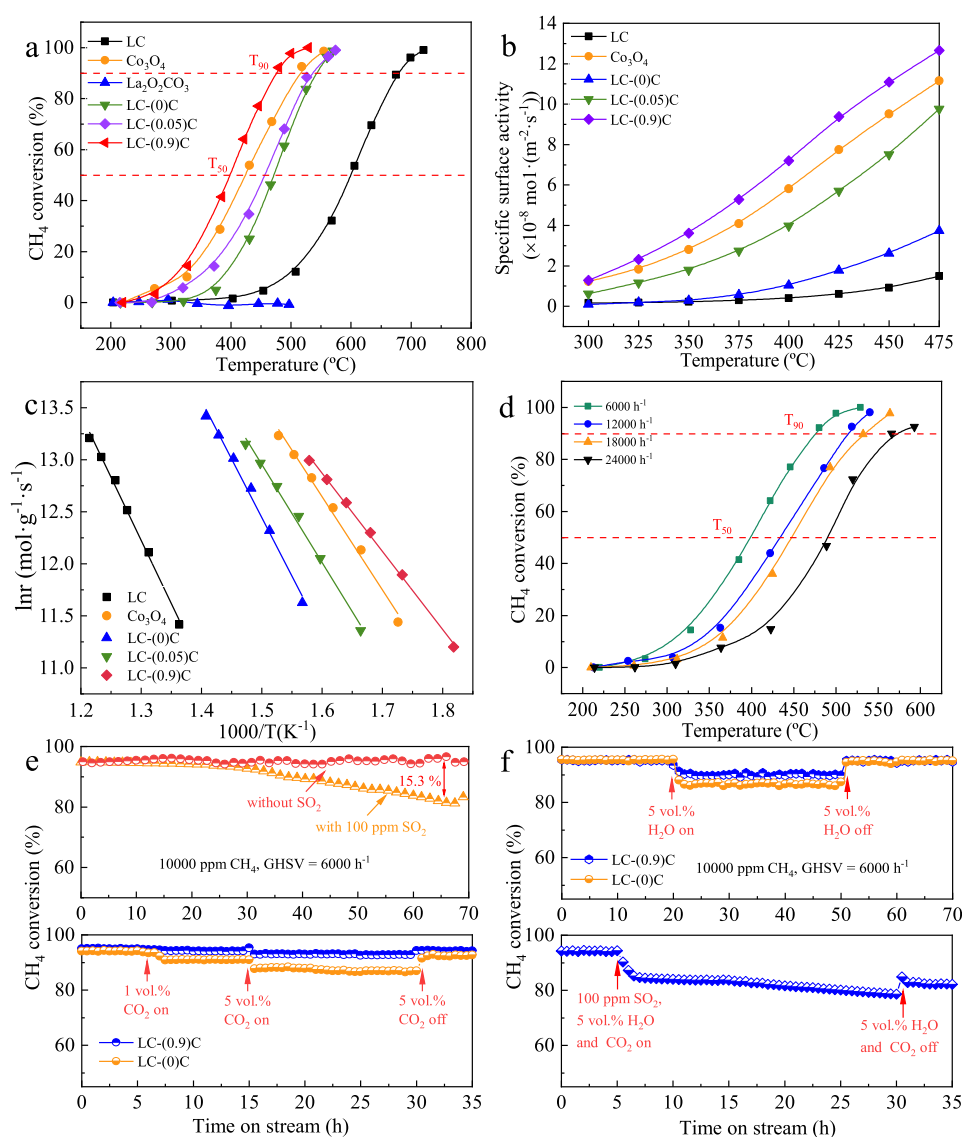 a
LC
Co₃O₄
La₂O₂CO₃
LC-(0)C
LC-(0.05)C
LC-(0.9)C
T₉₀
T₅₀
CH₄ conversion (%)
100
80
60
40
20
0
100 200 300 400 500 600 700 800
Temperature (ºC)
b
LC
Co₃O₄
LC-(0)C
LC-(0.05)C
LC-(0.9)C
Specific surface activity
(×10⁻⁸ mol·(m⁻²·s⁻¹))
14
12
10
8
6
4
2
0
300 325 350 375 400 425 450 475
Temperature (ºC)
c
13.5
13.0
12.5
12.0
11.5
11.0
lnr (mol·g⁻¹·s⁻¹)
LC
Co₃O₄
LC-(0)C
LC-(0.05)C
LC-(0.9)C
1.2 1.3 1.4 1.5 1.6 1.7 1.8
1000/T(K⁻¹)
d
6000 h⁻¹
12000 h⁻¹
18000 h⁻¹
24000 h⁻¹
T₉₀
T₅₀
CH₄ conversion (%)
100
80
60
40
20
0
200 300 400 500 600
Temperature (ºC)
e
100
80
60
without SO₂
with 100 ppm SO₂
15.3 %
10000 ppm CH₄, GHSV = 6000 h⁻¹
0 10 20 30 40 50 60 70
CH₄ conversion (%)
100
80
60
1 vol.%
CO₂ on
5 vol.%
CO₂ on
5 vol.%
CO₂ off
LC-(0.9)C
LC-(0)C
0 5 10 15 20 25 30 35
Time on stream (h)
f
100
80
60
5 vol.%
H₂O on
5 vol.%
H₂O off
LC-(0.9)C
LC-(0)C
10000 ppm CH₄, GHSV = 6000 h⁻¹
0 10 20 30 40 50 60 70
CH₄ conversion (%)
100
80
60
100 ppm SO₂,
5 vol.% H₂O
and CO₂ on
5 vol.% H₂O
and CO₂ off
0 5 10 15 20 25 30 35
Time on stream (h)